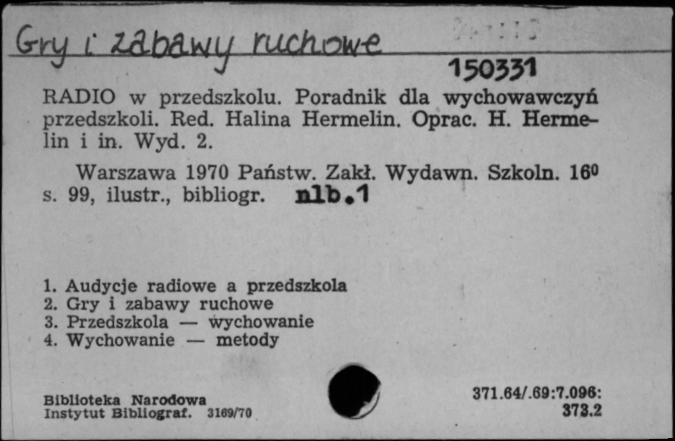 Gry i zabawy ruchowe
150331
RADIO w przedszkolu. Poradnik dla wychowawczyń
przedszkoli. Red. Halina Hermelin. Oprac. H. Herme-
lin i in. Wyd. 2.
Warszawa 1970 Państw. Zakł. Wydawn. Szkoln. 16⁰
s. 99, ilustr., bibliogr. nlb.1
1. Audycje radiowe a przedszkola
2. Gry i zabawy ruchowe
3. Przedszkola — wychowanie
4. Wychowanie — metody
371.64/.69:7.096:
373.2
Biblioteka Narodowa
Instytut Bibliograf. 3169/70